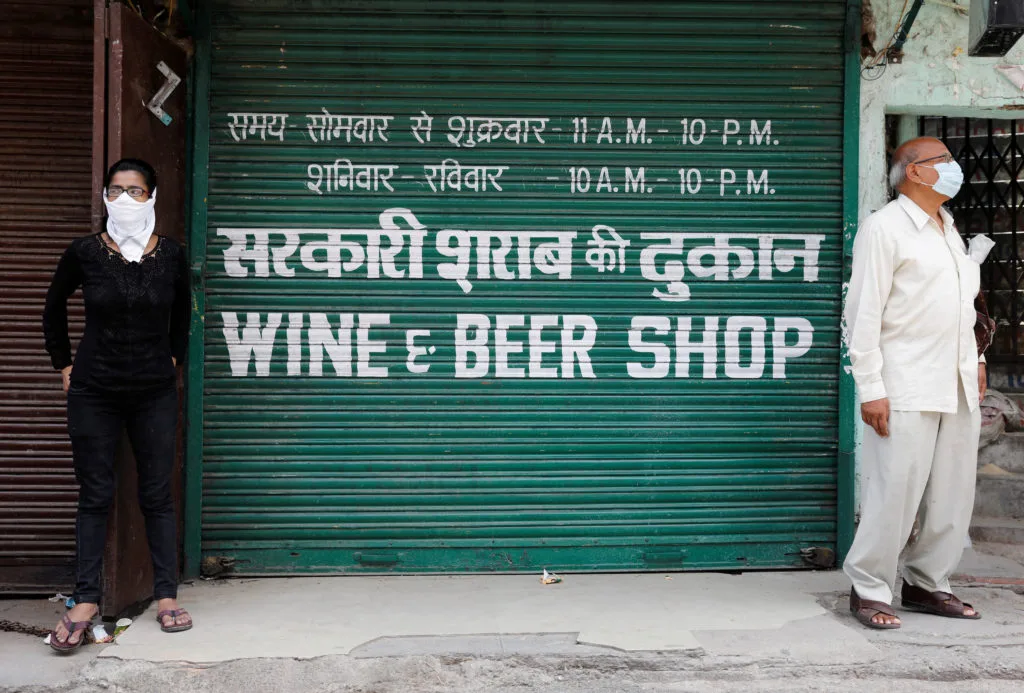 समय सोमवार से शुक्रवार - 11 A.M. - 10 - P.M.
शनिवार - रविवार - 10 A.M. - 10 - P.M.
सरकारी शराब की दुकान
WINE & BEER SHOP